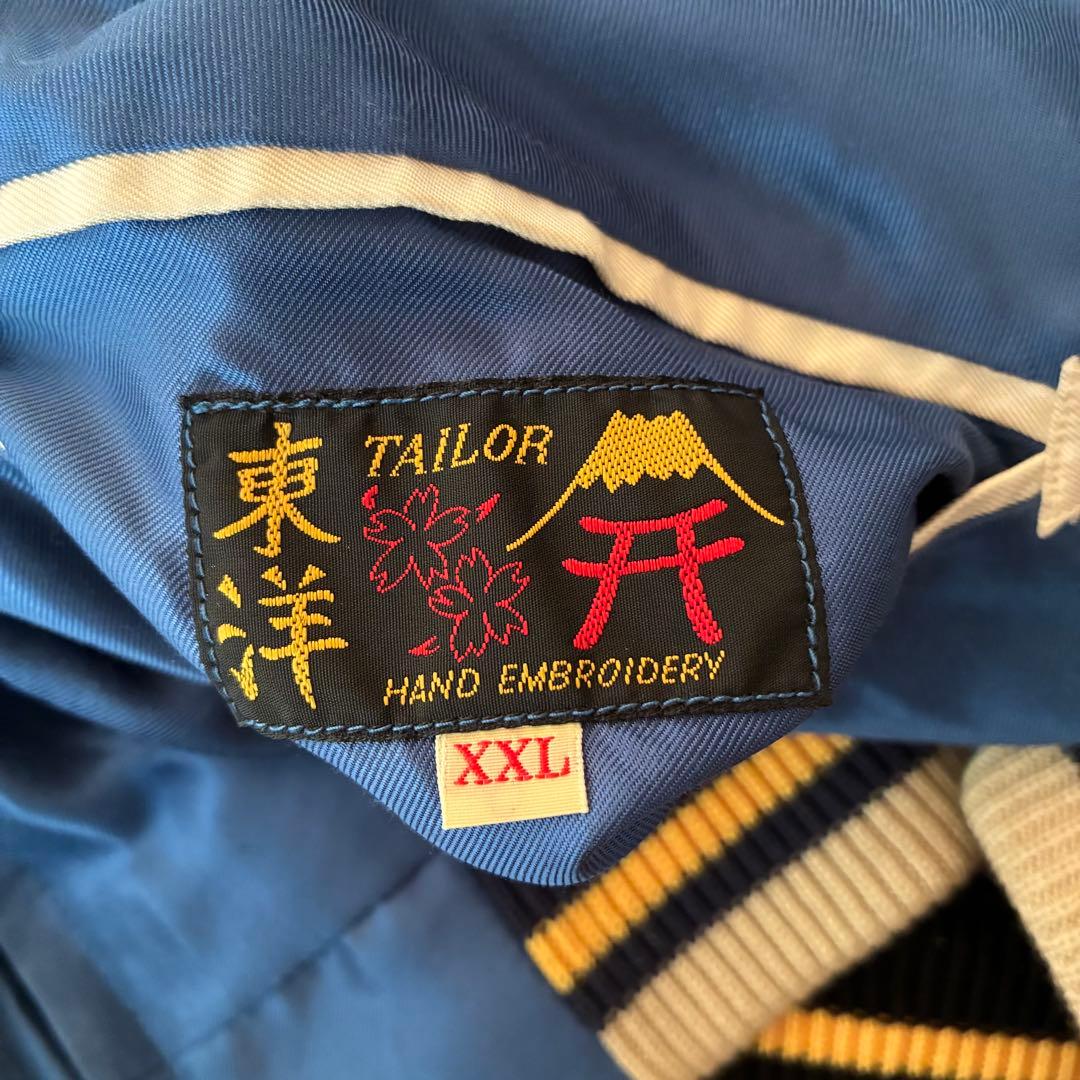 東洋
TAILOR
HAND EMBROIDERY
XXL